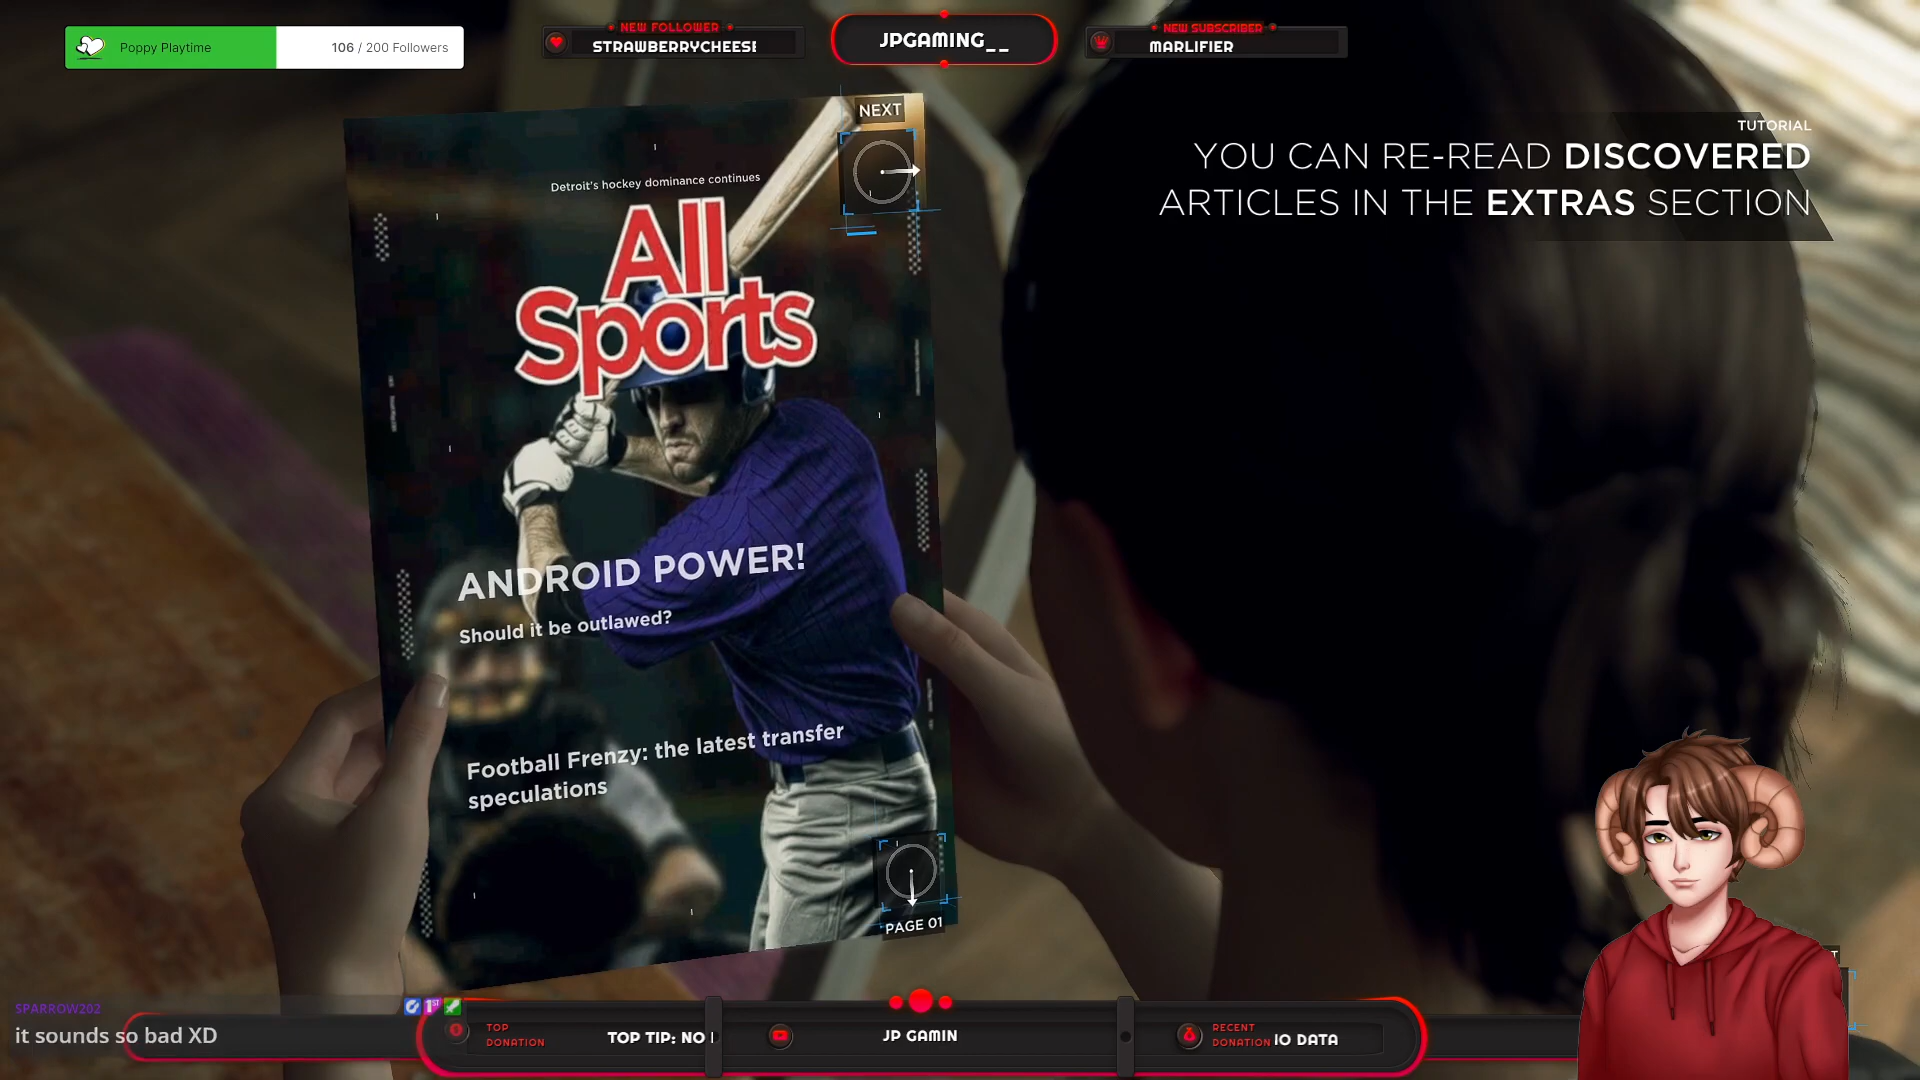 Poppy Playtime
106 / 200 Followers
NEW FOLLOWER
STRAWBERRYCHEESE
JPGAMING__
NEW SUBSCRIBER
MARLIFIER
NEXT
TUTORIAL
YOU CAN RE-READ DISCOVERED
ARTICLES IN THE EXTRAS SECTION
Detroit's hockey dominance continues
All
Sports
ANDROID POWER!
Should it be outlawed?
Football Frenzy: the latest transfer
speculations
PAGE 01
SPARROW202
1ST
it sounds so bad XD
TOP
DONATION
TOP TIP: NO
JP GAMIN
RECENT
DONATION
IO DATA